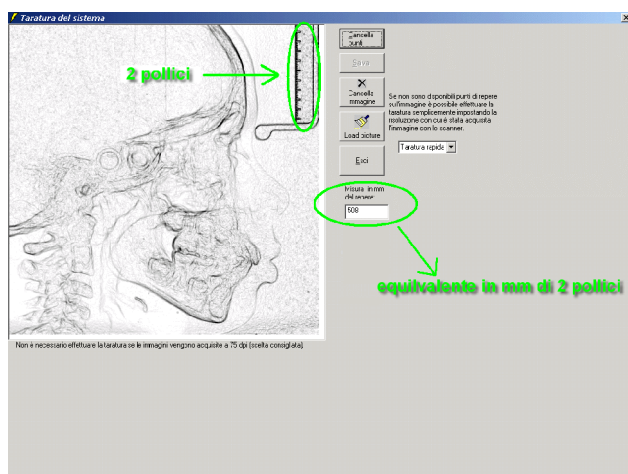 Taratura del sistema
2 pollici
Cancella
punti
Salva
Cancella
immagine
Load picture
Esci
Se non sono disponibili punti di repere
sull'immagine è possibile effettuare la
taratura semplicemente impostando la
risoluzione con cui è stata acquisita
l'immagine con lo scanner.
Taratura rapida
Misura in mm
del repere:
508
equilvalente in mm di 2 pollici
Non è necessario effettuare la taratura se le immagini vengono acquisite a 75 dpi (scelta consigliata)